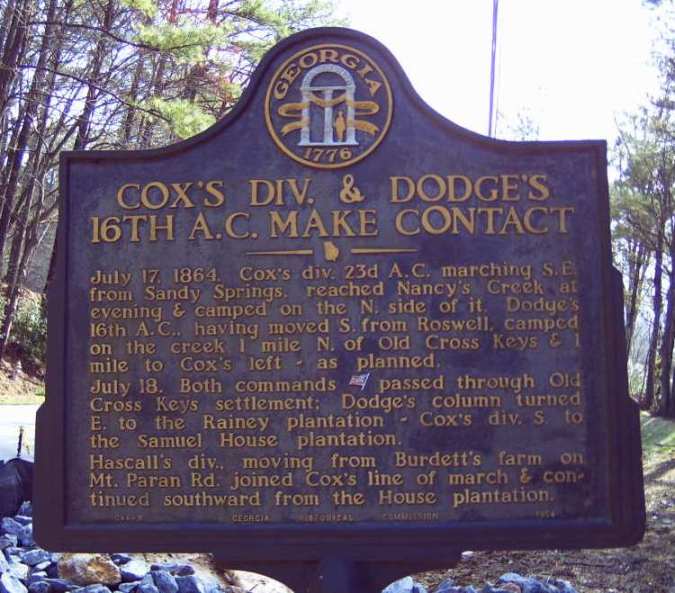 GEORGIA
1776
COX'S DIV. & DODGE'S
16TH A.C. MAKE CONTACT
July 17, 1864. Cox's div. 23d A.C. marching S.E.
from Sandy Springs, reached Nancy's Creek at
evening & camped on the N. side of it. Dodge's
16th A.C., having moved S. from Roswell, camped
on the creek 1 mile N. of Old Cross Keys & 1
mile to Cox's left - as planned.
July 18. Both commands passed through Old
Cross Keys settlement; Dodge's column turned
E. to the Rainey plantation - Cox's div. S. to
the Samuel House plantation.
Hascall's div., moving from Burdett's farm on
Mt. Paran Rd. joined Cox's line of march & con-
tinued southward from the House plantation.
GEORGIA HISTORICAL COMMISSION